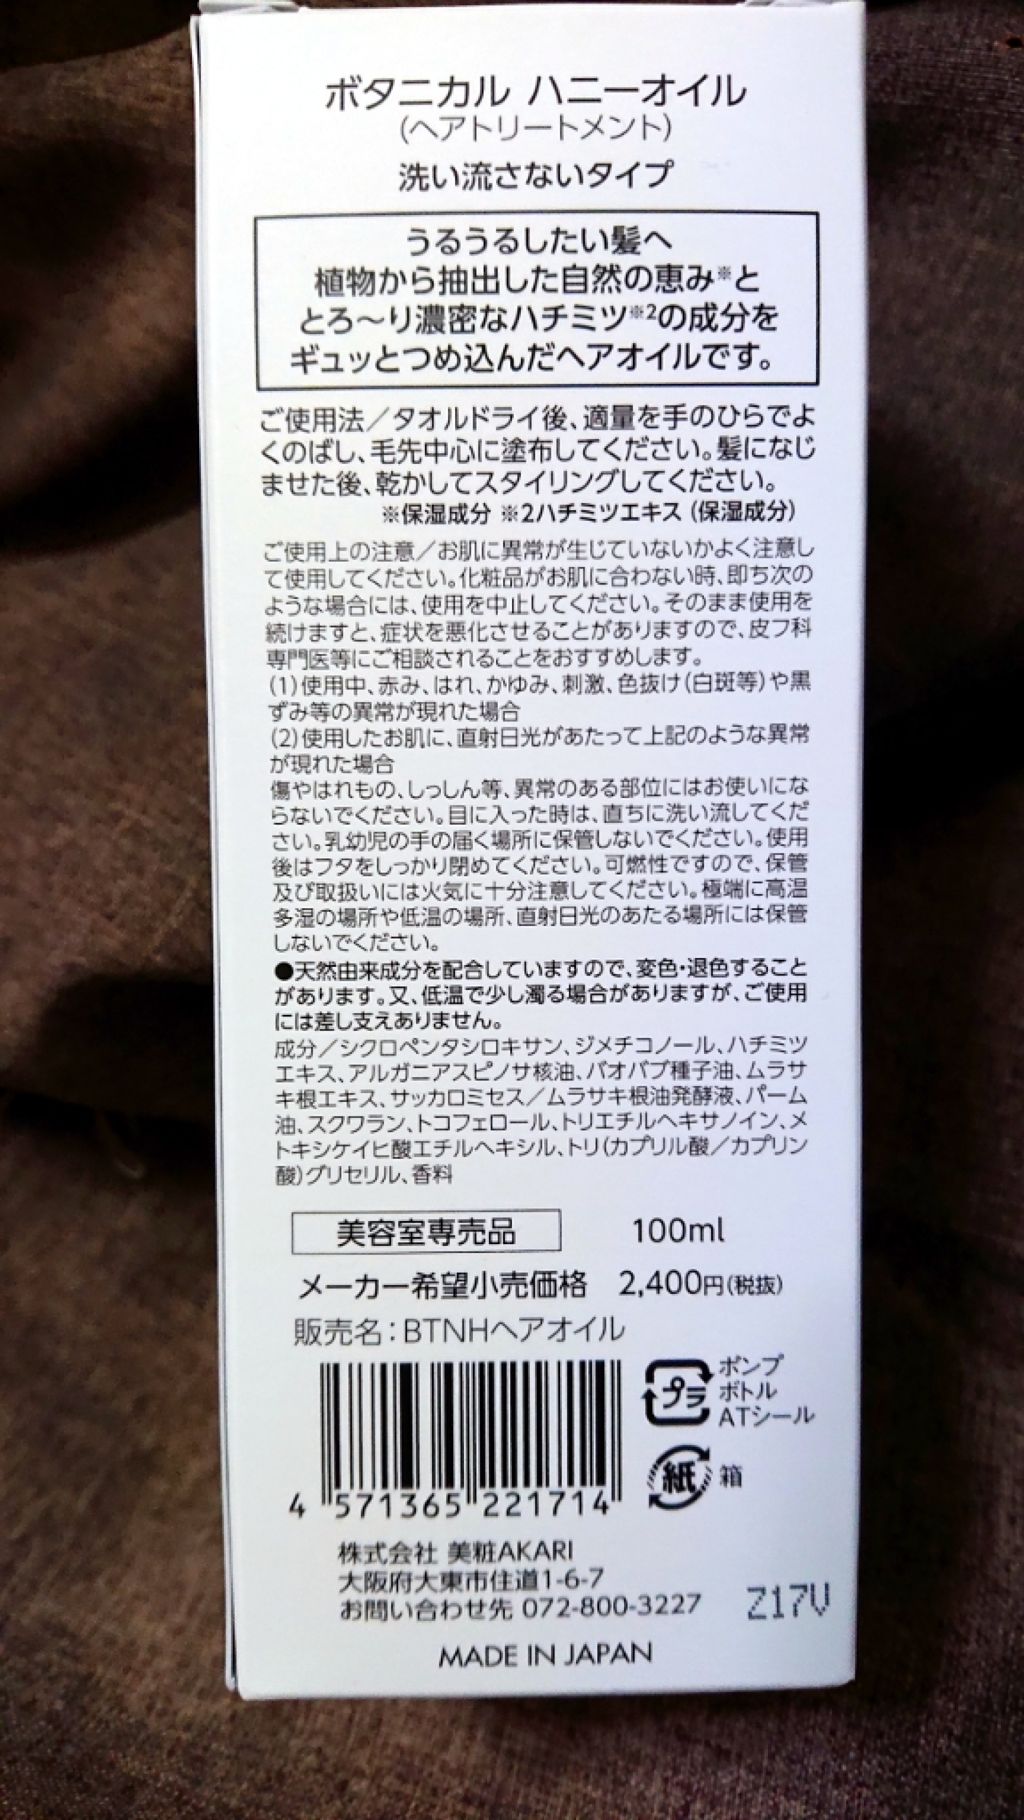 ボタニカル ハニーオイル
(ヘアトリートメント)
洗い流さないタイプ
うるうるしたい髪へ
植物から抽出した自然の恵み※と
とろ〜り濃密なハチミツ※2の成分を
ギュッとつめ込んだヘアオイルです。
ご使用法／タオルドライ後、適量を手のひらでよ
くのばし、毛先中心に塗布してください。髪になじ
ませた後、乾かしてスタイリングしてください。
※保湿成分 ※2ハチミツエキス（保湿成分）
ご使用上の注意／お肌に異常が生じていないかよく注意し
て使用してください。化粧品がお肌に合わない時、即ち次の
ような場合には、使用を中止してください。そのまま使用を
続けますと、症状を悪化させることがありますので、皮フ科
専門医等にご相談されることをおすすめします。
(1)使用中、赤み、はれ、かゆみ、刺激、色抜け(白斑等)や黒
ずみ等の異常が現れた場合
(2)使用したお肌に、直射日光があたって上記のような異常
が現れた場合
傷やはれもの、しっしん等、異常のある部位にはお使いにな
らないでください。目に入った時は、直ちに洗い流してくだ
さい。乳幼児の手の届く場所に保管しないでください。使用
後はフタをしっかり閉めてください。可燃性ですので、保管
及び取扱いには火気に十分注意してください。極端に高温
多湿の場所や低温の場所、直射日光のあたる場所には保管
しないでください。
●天然由来成分を配合していますので、変色・退色すること
があります。又、低温で少し濁る場合がありますが、ご使用
には差し支えありません。
成分／シクロペンタシロキサン、ジメチコノール、ハチミツ
エキス、アルガニアスピノサ核油、バオバブ種子油、ムラサ
キ根エキス、サッカロミセス／ムラサキ根油発酵液、パーム
油、スクワラン、トコフェロール、トリエチルヘキサノイン、メ
トキシケイヒ酸エチルヘキシル、トリ(カプリル酸／カプリン
酸)グリセリル、香料
美容室専売品 100ml
メーカー希望小売価格 2,400円(税抜)
販売名：BTNHヘアオイル
プラ
ポンプ
ボトル
ATシール
紙 箱
4 571365 221714
株式会社 美粧AKARI
大阪府大東市住道1-6-7
お問い合わせ先 072-800-3227
Z17V
MADE IN JAPAN